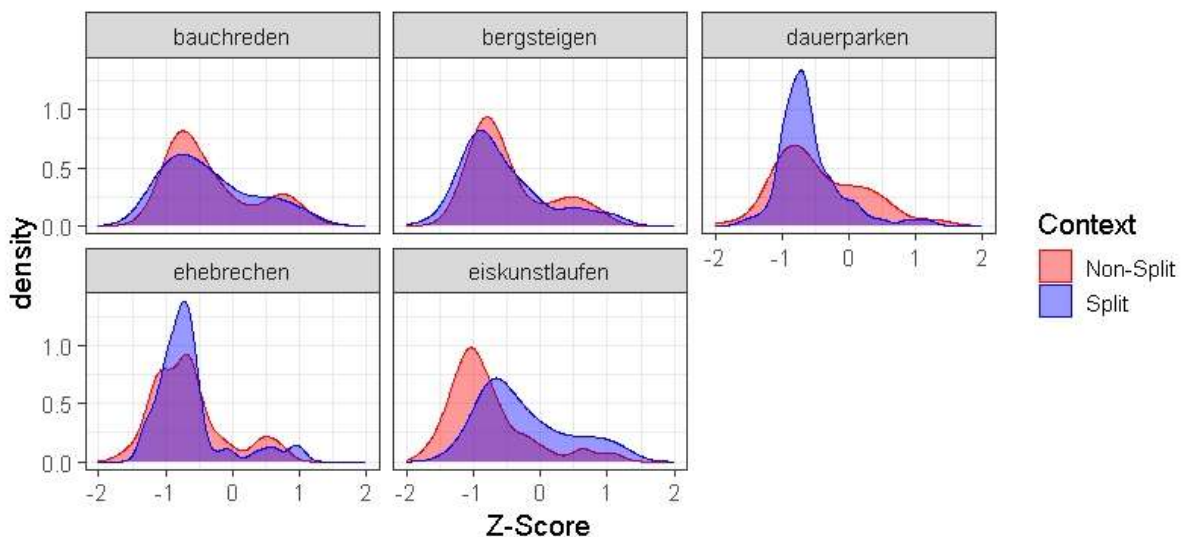 bauchreden bergsteigen dauerparken
1.0
0.5
0.0
-2 -1 0 1 2
ehebrechen eiskunstlaufen
1.0
0.5
0.0
-2 -1 0 1 2 -2 -1 0 1 2
density
Z-Score
Context
Non-Split
Split